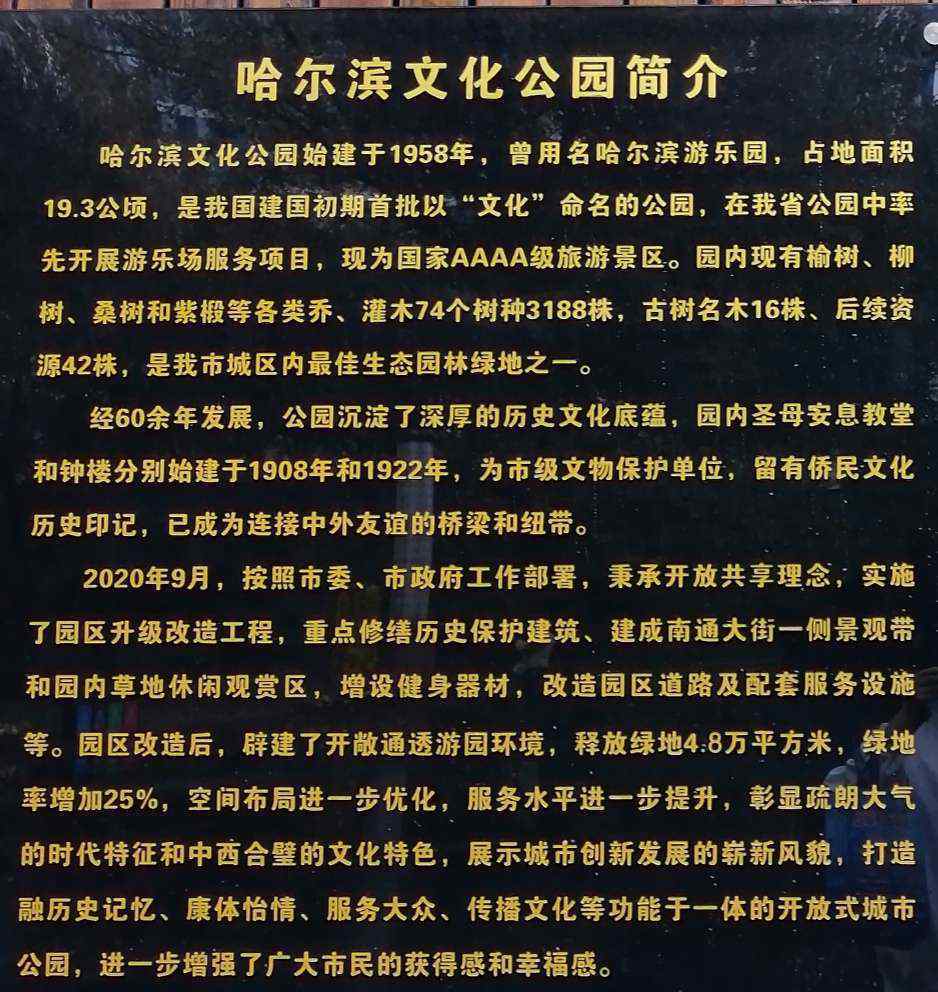 哈尔滨文化公园简介
哈尔滨文化公园始建于1958年，曾用名哈尔滨游乐园，占地面积
19.3公顷，是我国建国初期首批以“文化”命名的公园，在我省公园中率
先开展游乐场服务项目，现为国家AAAA级旅游景区。园内现有榆树、柳
树、桑树和紫椴等各类乔、灌木74个树种3188株，古树名木16株、后续资
源42株，是我市城区内最佳生态园林绿地之一。
经60余年发展，公园沉淀了深厚的历史文化底蕴，园内圣母安息教堂
和钟楼分别始建于1908年和1922年，为市级文物保护单位，留有侨民文化
历史印记，已成为连接中外友谊的桥梁和纽带。
2020年9月，按照市委、市政府工作部署，秉承开放共享理念，实施
了园区升级改造工程，重点修缮历史保护建筑、建成南通大街一侧景观带
和园内草地休闲观赏区，增设健身器材，改造园区道路及配套服务设施
等。园区改造后，辟建了开敞通透游园环境，释放绿地4.8万平方米，绿地
率增加25%，空间布局进一步优化，服务水平进一步提升，彰显疏朗大气
的时代特征和中西合璧的文化特色，展示城市创新发展的崭新风貌，打造
融历史记忆、康体怡情、服务大众、传播文化等功能于一体的开放式城市
公园，进一步增强了广大市民的获得感和幸福感。